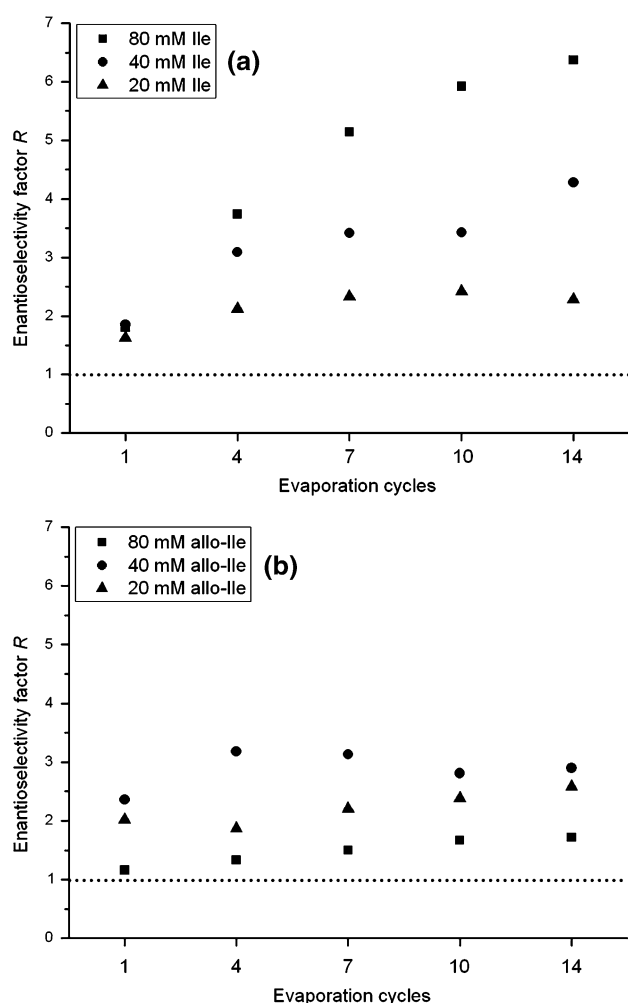 80 mM Ile
40 mM Ile
20 mM Ile
(a)
7
6
5
4
3
2
1
0
Enantioselectivity factor R
1 4 7 10 14
Evaporation cycles
80 mM allo-Ile
40 mM allo-Ile
20 mM allo-Ile
(b)
7
6
5
4
3
2
1
0
Enantioselectivity factor R
1 4 7 10 14
Evaporation cycles